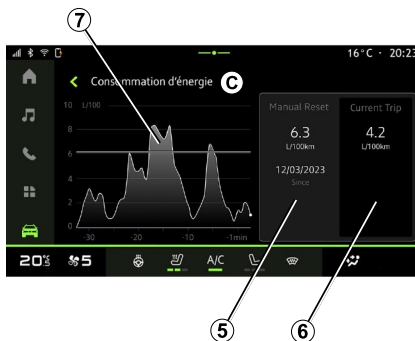 7
16°C · 20:23
Consommation d'énergie C
10 L/100
8
6
4
2
0
-30 -20 -10 -1min
Manual Reset
6.3
L/100km
12/03/2023
Since
Current Trip
4.2
L/100km
20°5 5 A/C
5 6